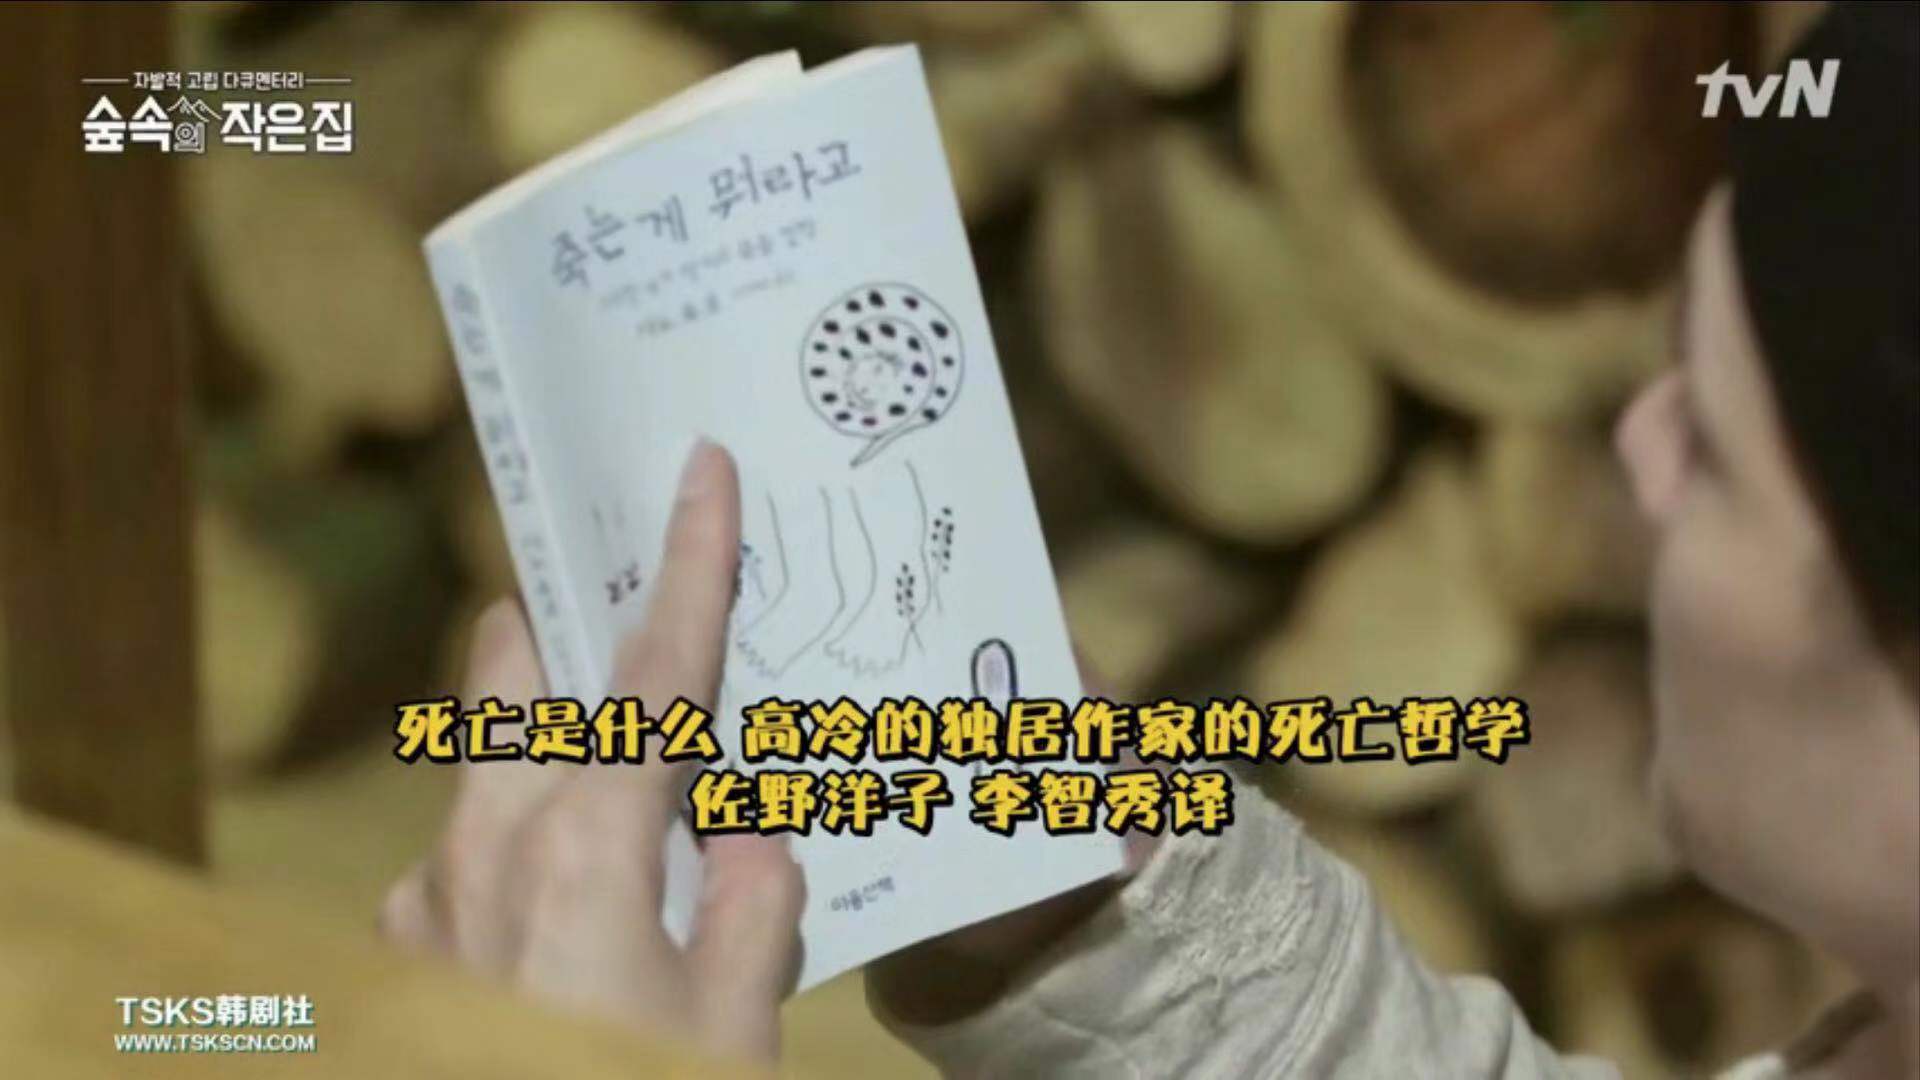 자발적 고립 다큐멘터리
숲속의 작은집
tvN
죽는 게 뭐라고
死亡是什么 高冷的独居作家的死亡哲学
佐野洋子 李智秀译
마음산책
TSKS韩剧社
WWW.TSKSCN.COM